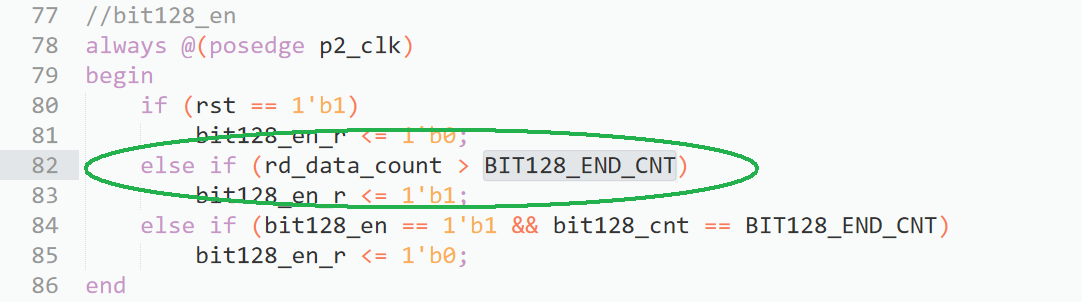 77 //bit128_en
78 always @(posedge p2_clk)
79 begin
80 if (rst == 1'b1)
81 bit128_en_r <= 1'b0;
82 else if (rd_data_count > BIT128_END_CNT)
83 bit128_en_r <= 1'b1;
84 else if (bit128_en == 1'b1 && bit128_cnt == BIT128_END_CNT)
85 bit128_en_r <= 1'b0;
86 end